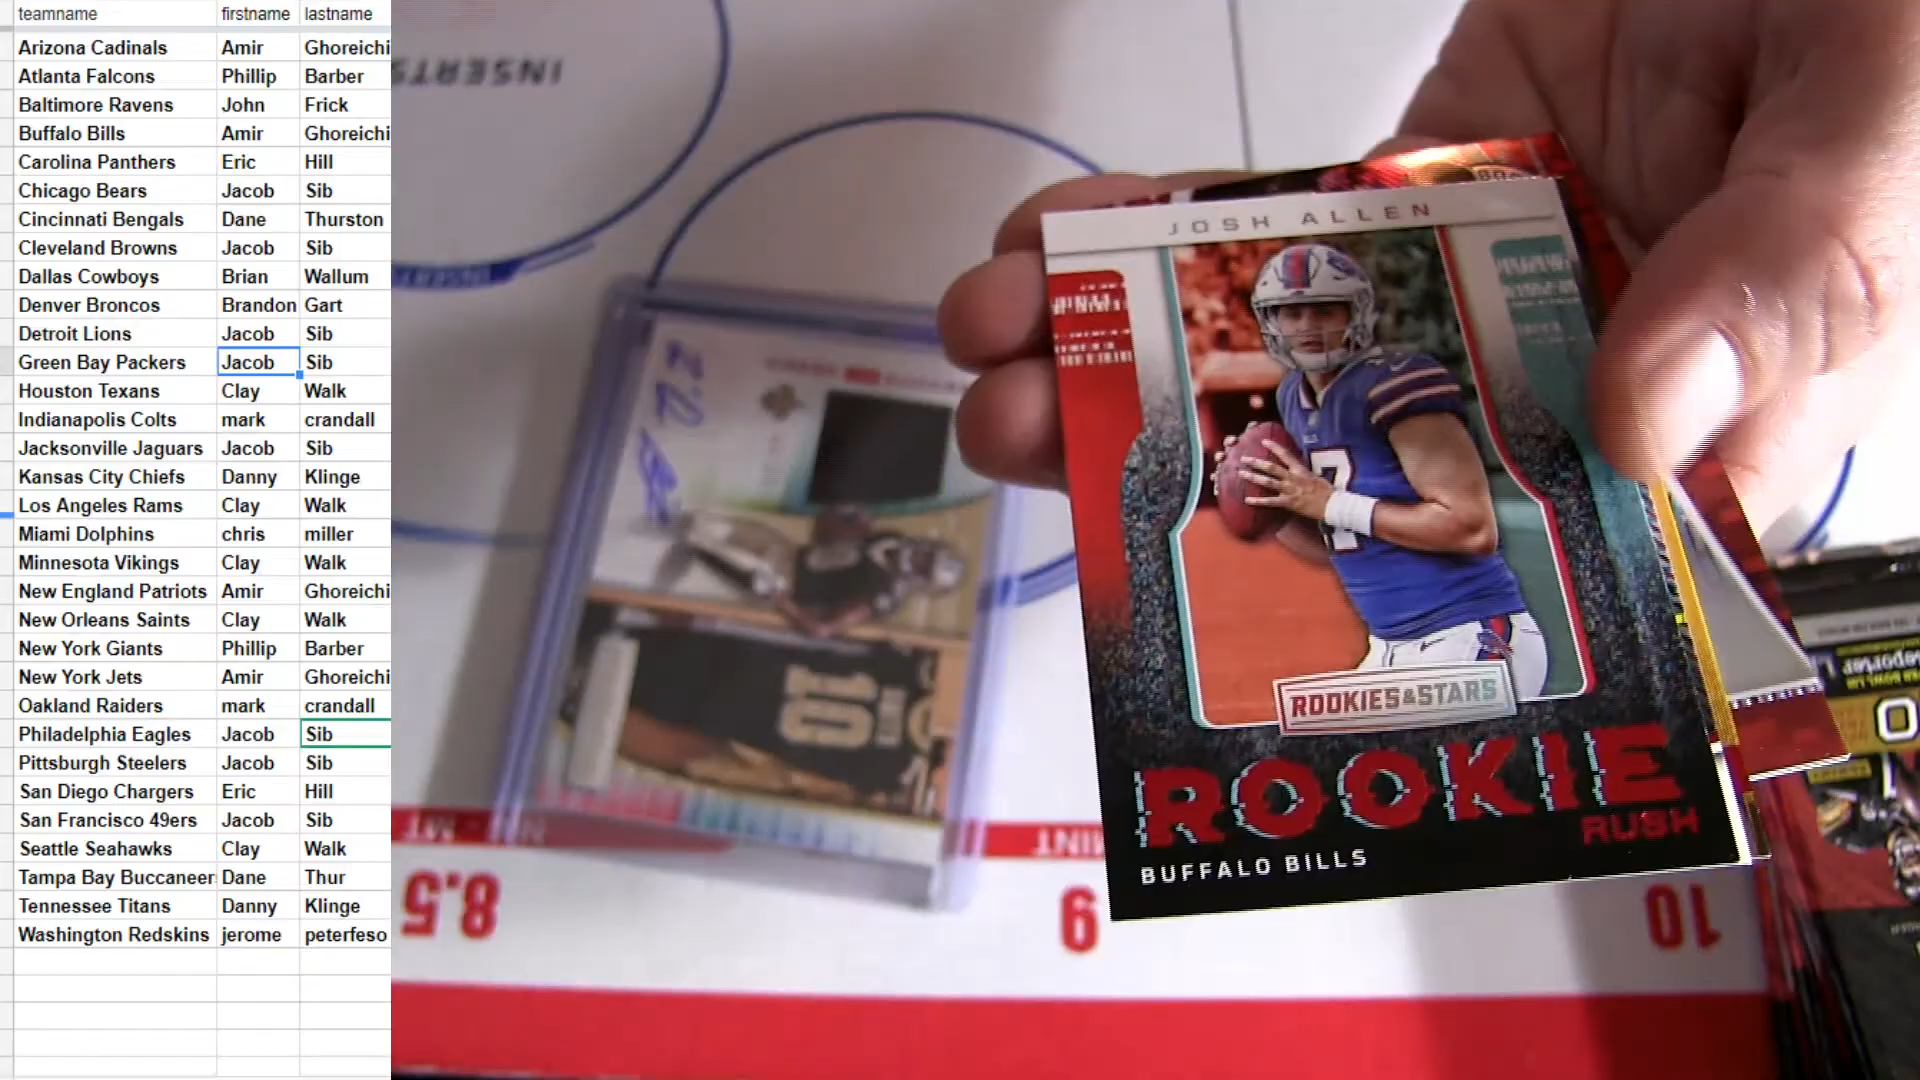 teamname firstname lastname
Arizona Cadinals Amir Ghoreichi
Atlanta Falcons Phillip Barber
Baltimore Ravens John Frick
Buffalo Bills Amir Ghoreichi
Carolina Panthers Eric Hill
Chicago Bears Jacob Sib
Cincinnati Bengals Dane Thurston
Cleveland Browns Jacob Sib
Dallas Cowboys Brian Wallum
Denver Broncos Brandon Gart
Detroit Lions Jacob Sib
Green Bay Packers Jacob Sib
Houston Texans Clay Walk
Indianapolis Colts mark crandall
Jacksonville Jaguars Jacob Sib
Kansas City Chiefs Danny Klinge
Los Angeles Rams Clay Walk
Miami Dolphins chris miller
Minnesota Vikings Clay Walk
New England Patriots Amir Ghoreichi
New Orleans Saints Clay Walk
New York Giants Phillip Barber
New York Jets Amir Ghoreichi
Oakland Raiders mark crandall
Philadelphia Eagles Jacob Sib
Pittsburgh Steelers Jacob Sib
San Diego Chargers Eric Hill
San Francisco 49ers Jacob Sib
Seattle Seahawks Clay Walk
Tampa Bay Buccaneer Dane Thur
Tennessee Titans Danny Klinge
Washington Redskins jerome peterfeso
INSERTS
INSERTS
JOSH ALLEN
17
ROOKIES & STARS
ROOKIE
RUSH
BUFFALO BILLS
10
MINT
8.5
9
10